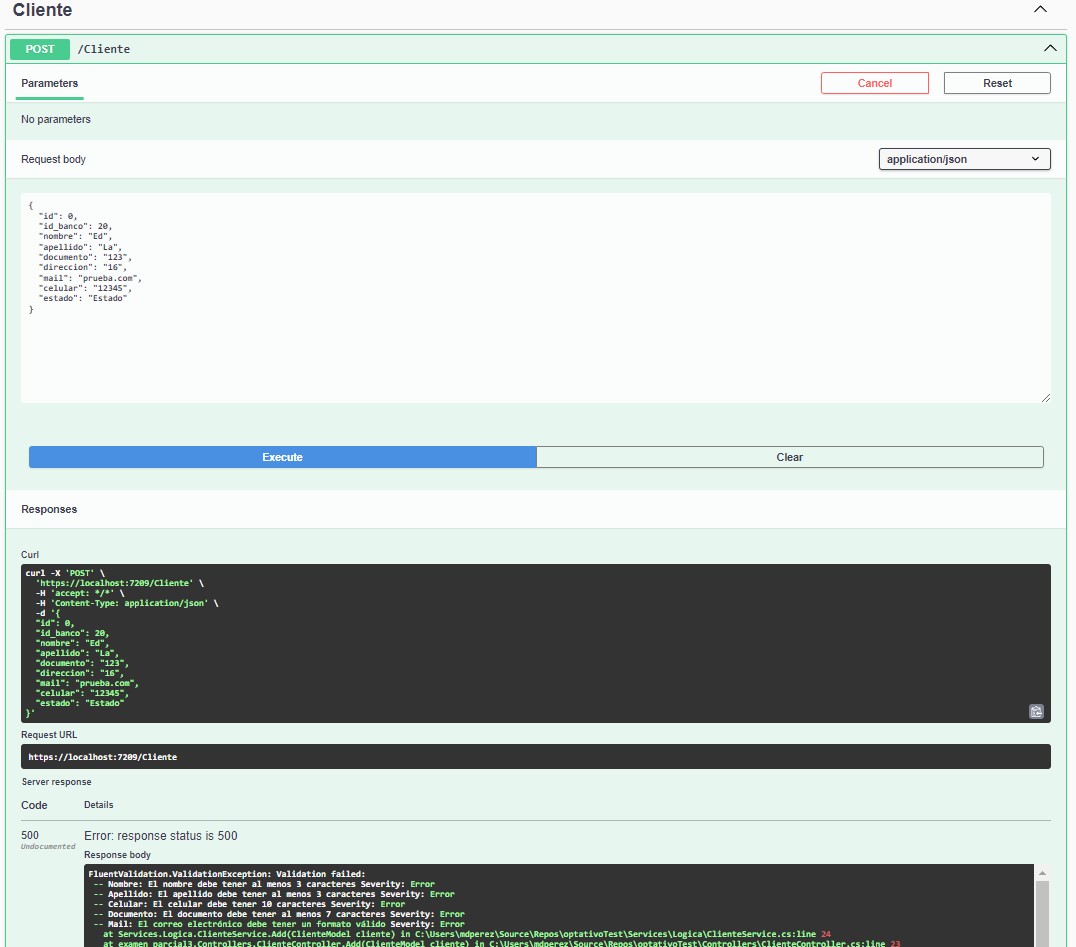 Cliente
POST /Cliente
Parameters
Cancel
Reset
No parameters
Request body
application/json
{
"id": 0,
"id_banco": 20,
"nombre": "Ed",
"apellido": "La",
"documento": "123",
"direccion": "16",
"mail": "prueba.com",
"celular": "12345",
"estado": "Estado"
}
Execute
Clear
Responses
Curl
curl -X 'POST' \
'https://localhost:7209/Cliente' \
-H 'accept: */*' \
-H 'Content-Type: application/json' \
-d '{
"id": 0,
"id_banco": 20,
"nombre": "Ed",
"apellido": "La",
"documento": "123",
"direccion": "16",
"mail": "prueba.com",
"celular": "12345",
"estado": "Estado"
}'
Request URL
https://localhost:7209/Cliente
Server response
Code
Details
500
Undocumented
Error: response status is 500
Response body
FluentValidation.ValidationException: Validation failed:
-- Nombre: El nombre debe tener al menos 3 caracteres Severity: Error
-- Apellido: El apellido debe tener al menos 3 caracteres Severity: Error
-- Celular: El celular debe tener 10 caracteres Severity: Error
-- Documento: El documento debe tener al menos 7 caracteres Severity: Error
-- Mail: El correo electrónico debe tener un formato válido Severity: Error
at Services.Logica.ClienteService.Add(ClienteModel cliente) in C:\Users\mdperez\Source\Repos\optativoTest\Services\Logica\ClienteService.cs:line 24
at examen_parcial3.Controllers.ClienteController.Add(ClienteModel cliente) in C:\Users\mdperez\Source\Repos\optativoTest\Controllers\ClienteController.cs:line 23